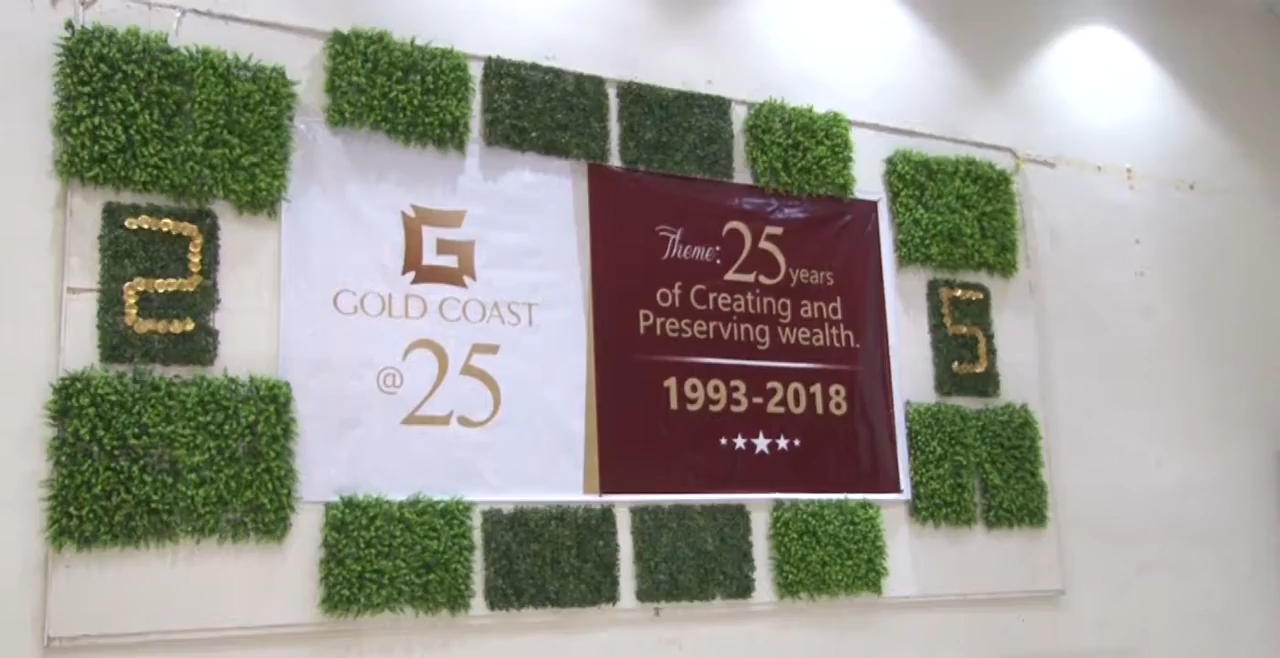 2
G
GOLD COAST
@25
Theme: 25 years
of Creating and
Preserving wealth.
1993-2018
5